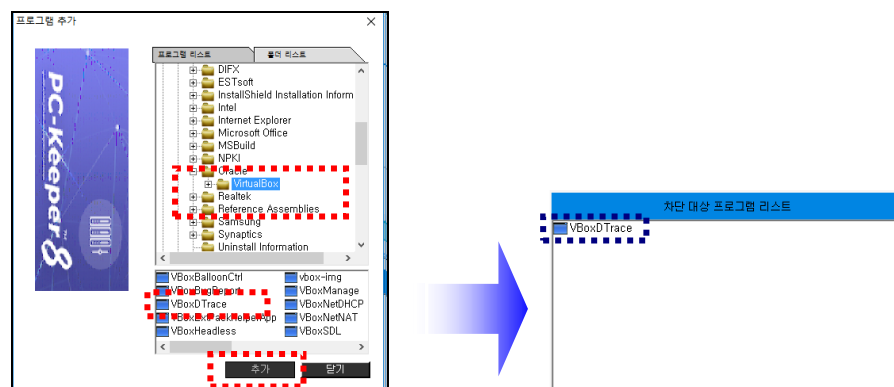 프로그램 추가
PC-Keeper™8
프로그램 리스트
폴더 리스트
DIFX
ESTsoft
InstallShield Installation Inform
Intel
Internet Explorer
Microsoft Office
MSBuild
NPKI
Oracle
VirtualBox
Realtek
Reference Assemblies
Samsung
Synaptics
Uninstall Information
VBoxBalloonCtrl
vbox-img
VBoxBugReport
VBoxManage
VBoxDTrace
VBoxNetDHCP
VBoxExtPackHelperApp
VBoxNetNAT
VBoxHeadless
VBoxSDL
추가
닫기
차단 대상 프로그램 리스트
VBoxDTrace